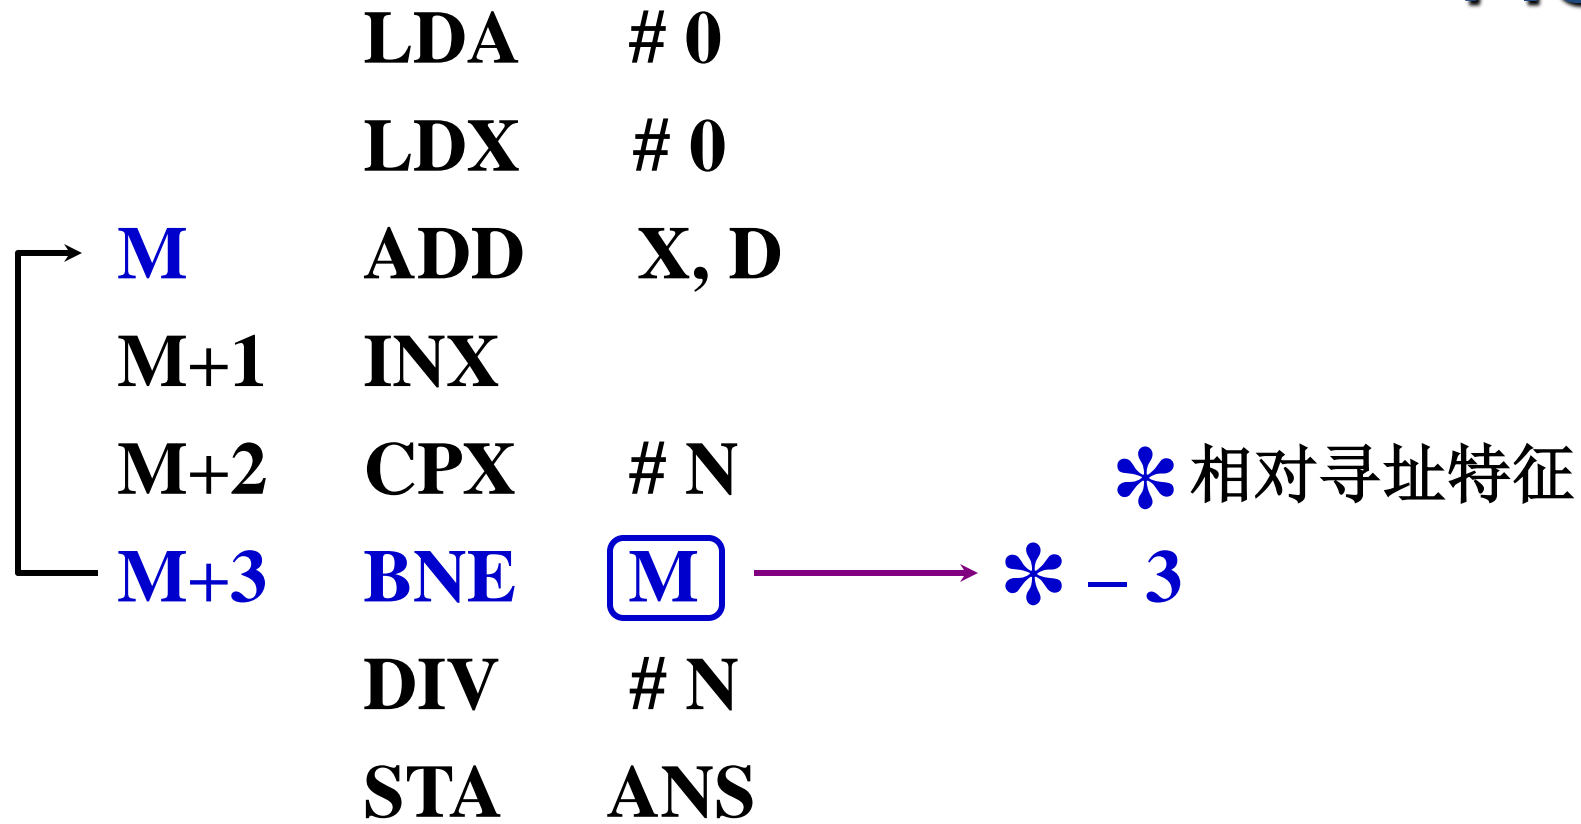 LDA # 0
LDX # 0
M ADD X, D
M+1 INX
M+2 CPX # N
✽ 相对寻址特征
M+3 BNE M ✽ – 3
DIV # N
STA ANS